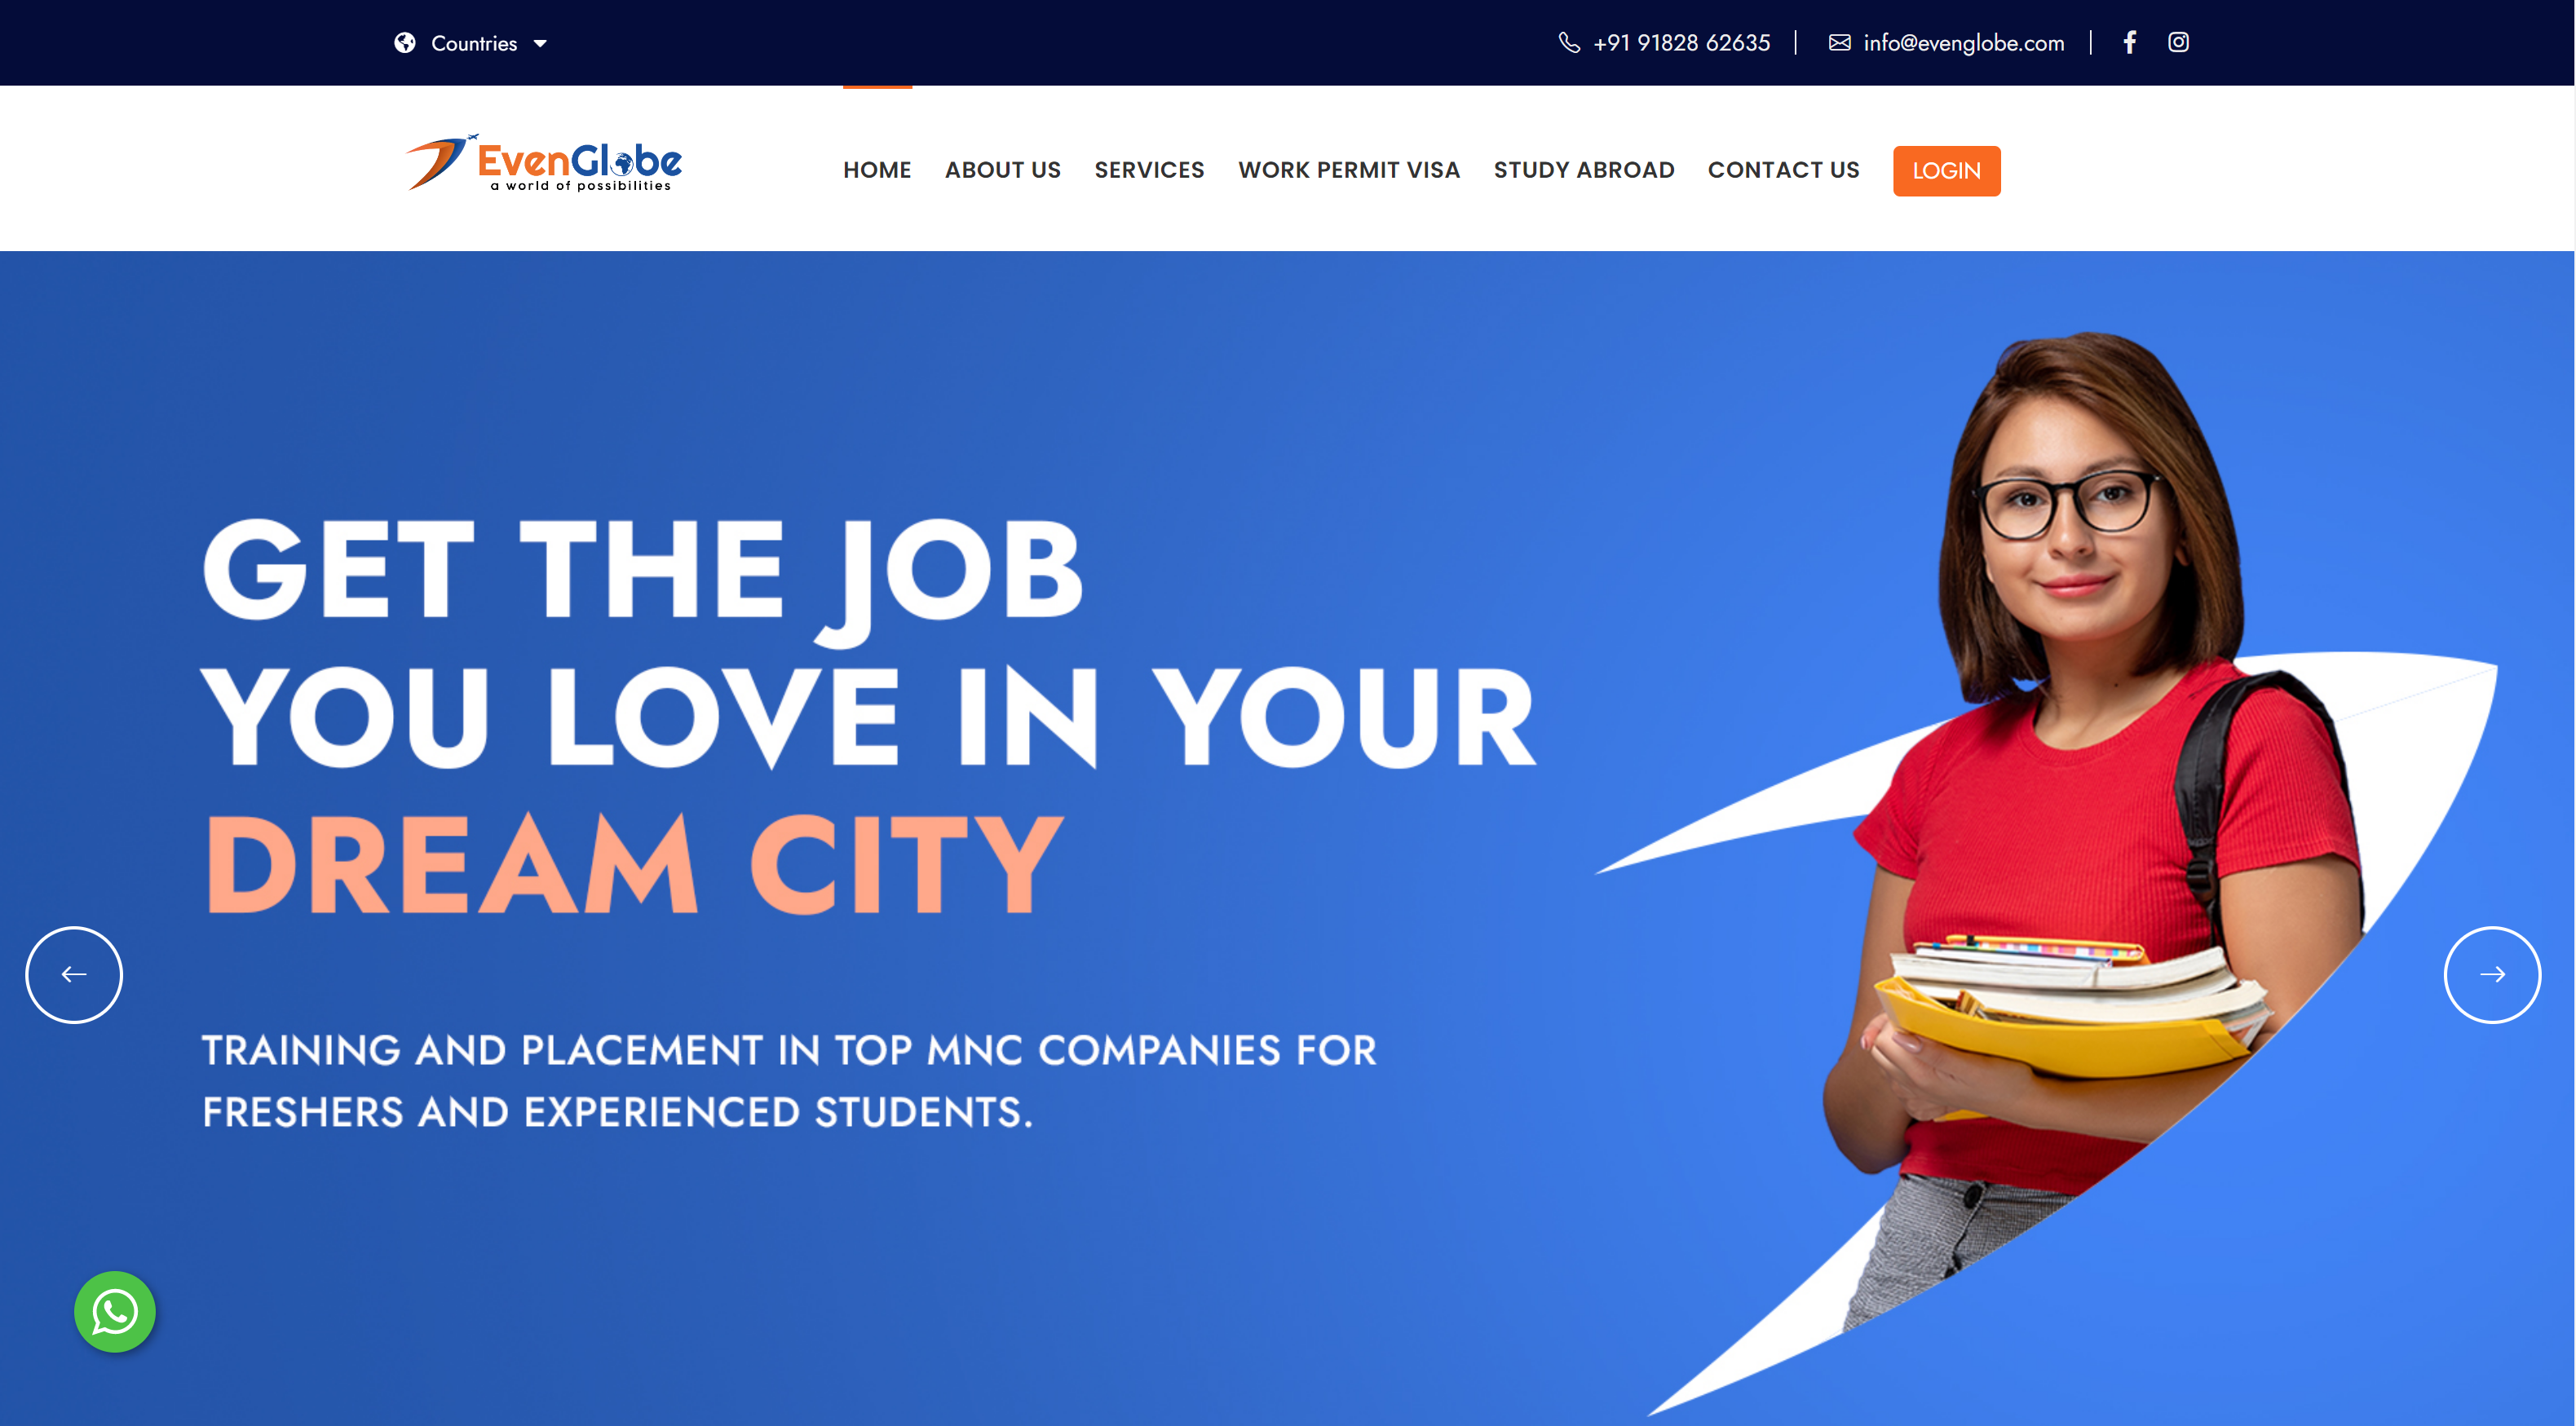 Countries
+91 91828 62635
info@evenglobe.com
EvenGlobe
a world of possibilities
HOME ABOUT US SERVICES WORK PERMIT VISA STUDY ABROAD CONTACT US LOGIN
GET THE JOB
YOU LOVE IN YOUR
DREAM CITY
TRAINING AND PLACEMENT IN TOP MNC COMPANIES FOR
FRESHERS AND EXPERIENCED STUDENTS.